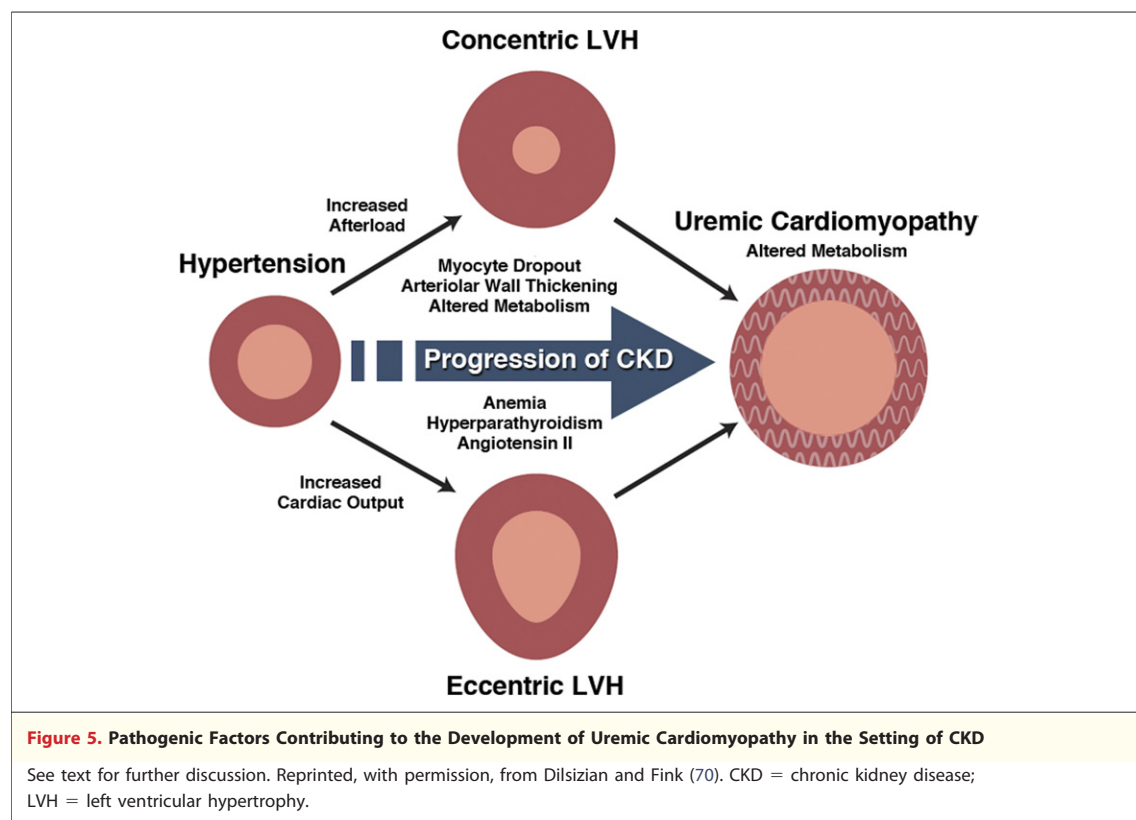 Concentric LVH
Increased
Afterload
Uremic Cardiomyopathy
Altered Metabolism
Hypertension
Myocyte Dropout
Arteriolar Wall Thickening
Altered Metabolism
Progression of CKD
Anemia
Hyperparathyroidism
Angiotensin II
Increased
Cardiac Output
Eccentric LVH
Figure 5. Pathogenic Factors Contributing to the Development of Uremic Cardiomyopathy in the Setting of CKD
See text for further discussion. Reprinted, with permission, from Dilsizian and Fink (70). CKD = chronic kidney disease;
LVH = left ventricular hypertrophy.